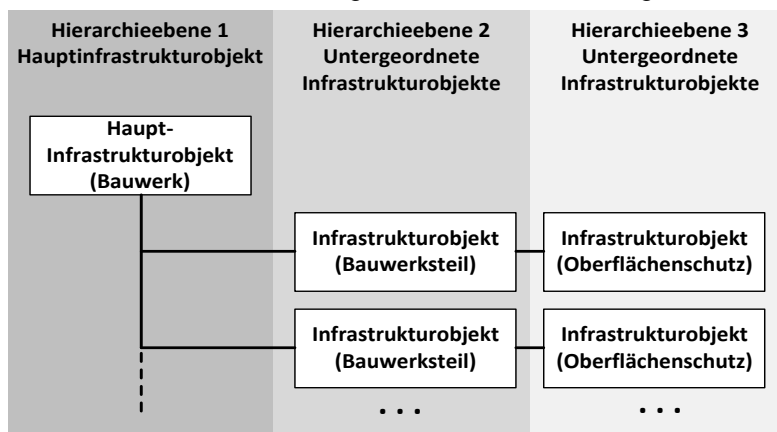 Hierarchieebene 1
Hauptinfrastrukturobjekt
Hierarchieebene 2
Untergeordnete
Infrastrukturobjekte
Hierarchieebene 3
Untergeordnete
Infrastrukturobjekte
Haupt-
Infrastrukturobjekt
(Bauwerk)
Infrastrukturobjekt
(Bauwerksteil)
Infrastrukturobjekt
(Oberflächenschutz)
Infrastrukturobjekt
(Bauwerksteil)
Infrastrukturobjekt
(Oberflächenschutz)
. . .
. . .